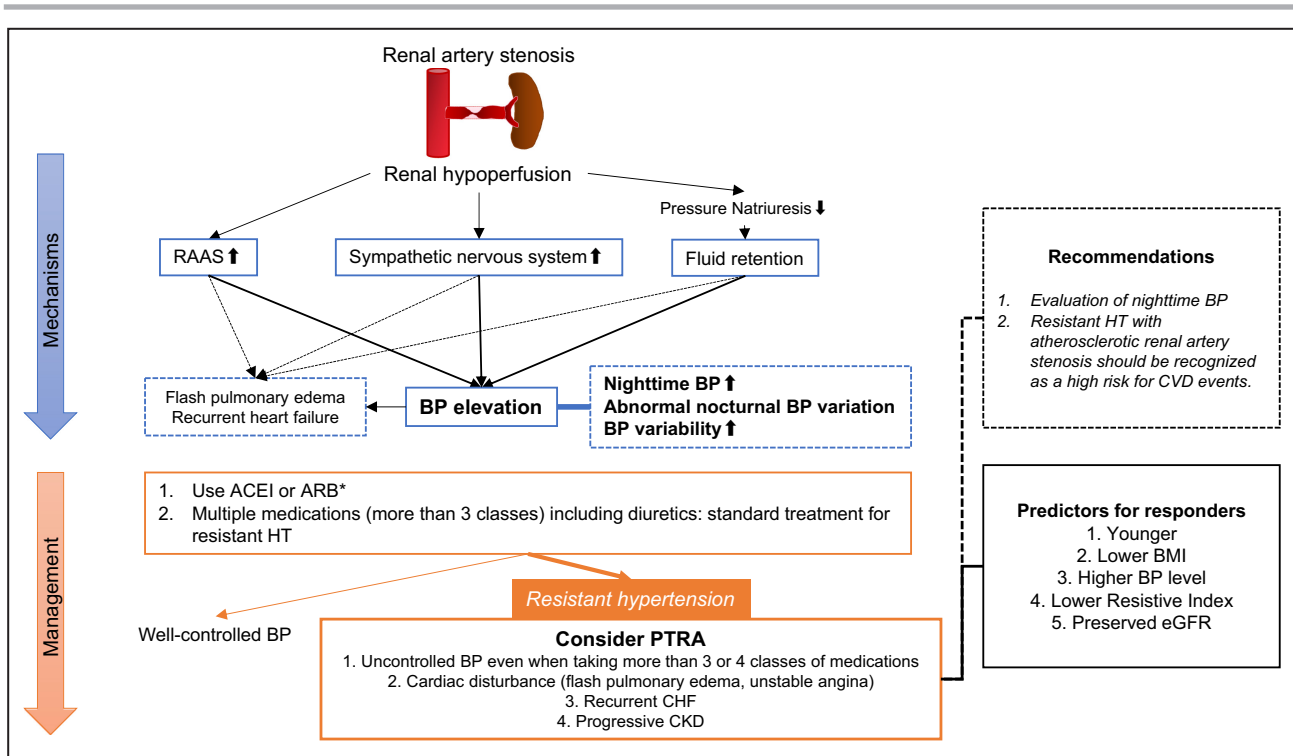 Renal artery stenosis
Renal hypoperfusion
Pressure Natriuresis⬇
RAAS⬆
Sympathetic nervous system⬆
Fluid retention
Flash pulmonary edema
Recurrent heart failure
BP elevation
Nighttime BP⬆
Abnormal nocturnal BP variation
BP variability⬆
Mechanisms
Recommendations
1. Evaluation of nighttime BP
2. Resistant HT with
atherosclerotic renal artery
stenosis should be recognized
as a high risk for CVD events.
Management
1. Use ACEI or ARB*
2. Multiple medications (more than 3 classes) including diuretics: standard treatment for
resistant HT
Well-controlled BP
Resistant hypertension
Consider PTRA
1. Uncontrolled BP even when taking more than 3 or 4 classes of medications
2. Cardiac disturbance (flash pulmonary edema, unstable angina)
3. Recurrent CHF
4. Progressive CKD
Predictors for responders
1. Younger
2. Lower BMI
3. Higher BP level
4. Lower Resistive Index
5. Preserved eGFR